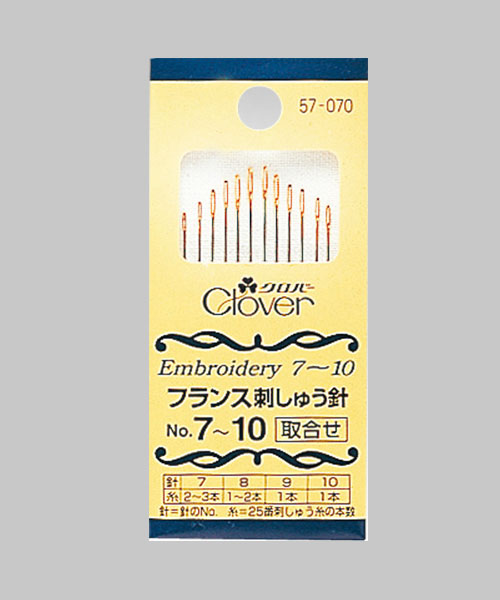 57-070
クロバー
Clover
Embroidery 7～10
フランス刺しゅう針
No.7～10 取合せ
針 7 8 9 10
糸 2～3本 1～2本 1本 1本
針=針のNo. 糸=25番刺しゅう糸の本数